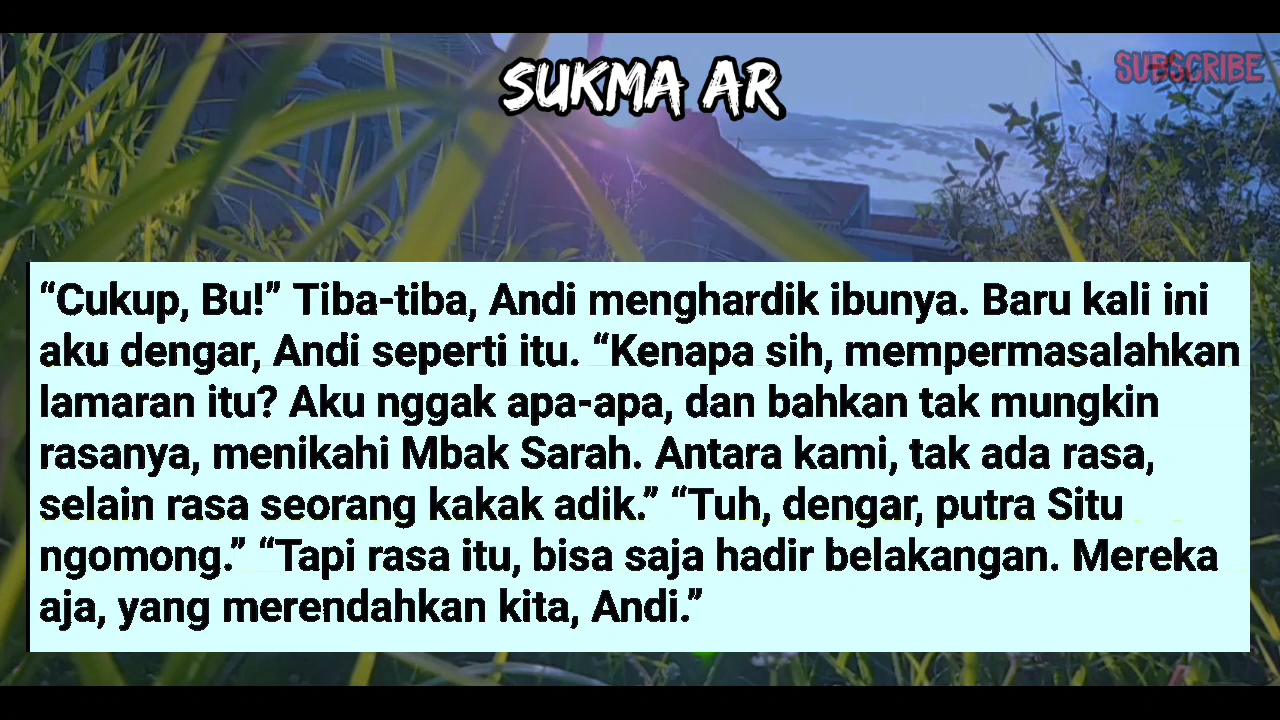 SUKMA AR
SUBSCRIBE
“Cukup, Bu!” Tiba-tiba, Andi menghardik ibunya. Baru kali ini
aku dengar, Andi seperti itu. “Kenapa sih, mempermasalahkan
lamaran itu? Aku nggak apa-apa, dan bahkan tak mungkin
rasanya, menikahi Mbak Sarah. Antara kami, tak ada rasa,
selain rasa seorang kakak adik.” “Tuh, dengar, putra Situ
ngomong.” “Tapi rasa itu, bisa saja hadir belakangan. Mereka
aja, yang merendahkan kita, Andi.”